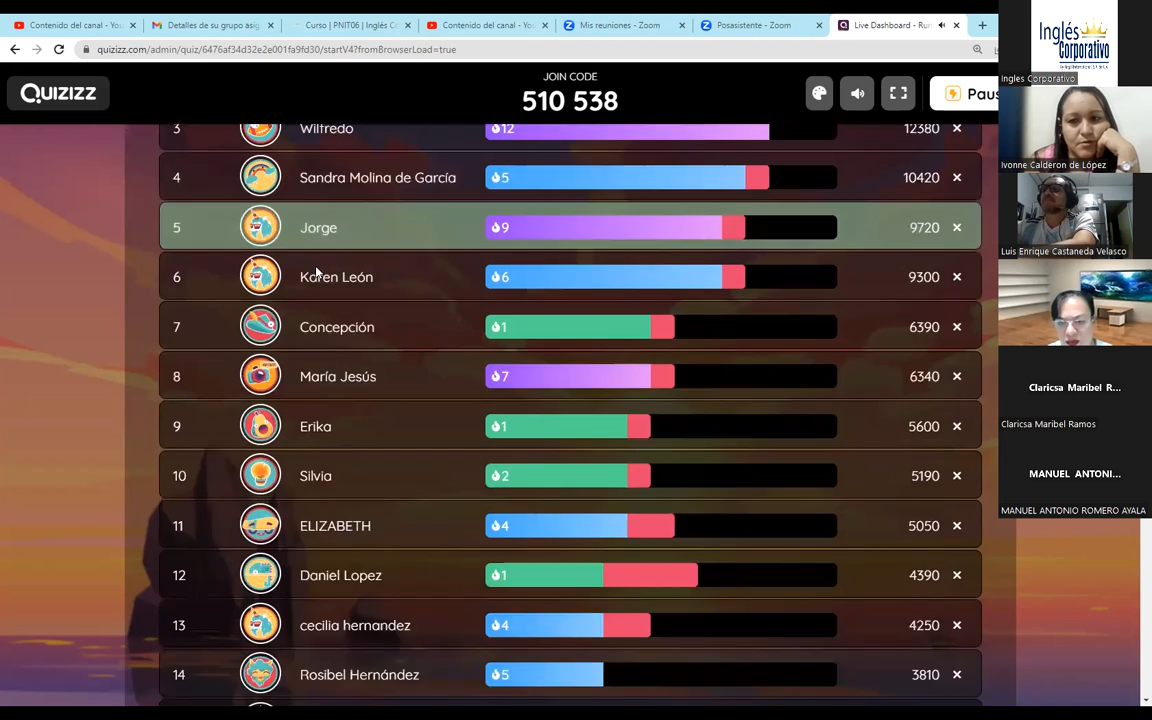 Contenido del canal - You
Detalles de su grupo asig
Curso | PNIT06 | Inglés C
Contenido del canal - You
Mis reuniones - Zoom
Posasistente - Zoom
Live Dashboard - Run
quizizz.com/admin/quiz/6476af34d32e2e001fa9fd30/startV4?fromBrowserLoad=true
Quizizz
JOIN CODE
510 538
Paus
3 Wilfredo 12 12380
4 Sandra Molina de García 5 10420
5 Jorge 9 9720
6 Karen León 6 9300
7 Concepción 1 6390
8 María Jesús 7 6340
9 Erika 1 5600
10 Silvia 2 5190
11 ELIZABETH 4 5050
12 Daniel Lopez 1 4390
13 cecilia hernandez 4 4250
14 Rosibel Hernández 5 3810
Inglés
Corporativo
Ingles Corporativo
Ivonne Calderon de López
Luis Enrique Castaneda Velasco
Claricsa Maribel R...
Claricsa Maribel Ramos
MANUEL ANTONI...
MANUEL ANTONIO ROMERO AYALA